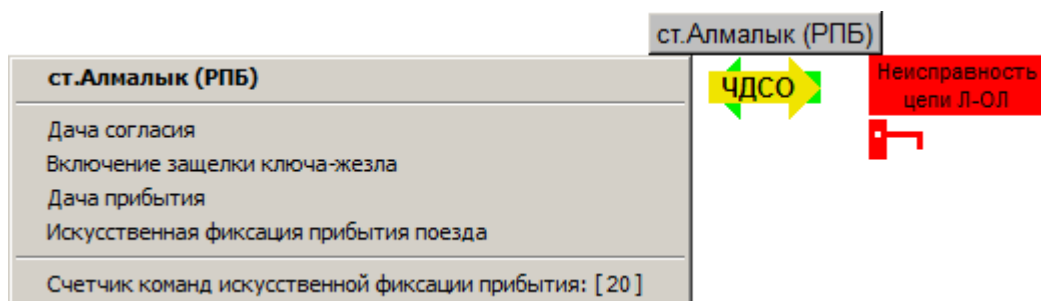 ст.Алмалык (РПБ)
ЧДСО
Неисправность
цепи Л-ОЛ
ст.Алмалык (РПБ)
Дача согласия
Включение защелки ключа-жезла
Дача прибытия
Искусственная фиксация прибытия поезда
Счетчик команд искусственной фиксации прибытия: [ 20 ]